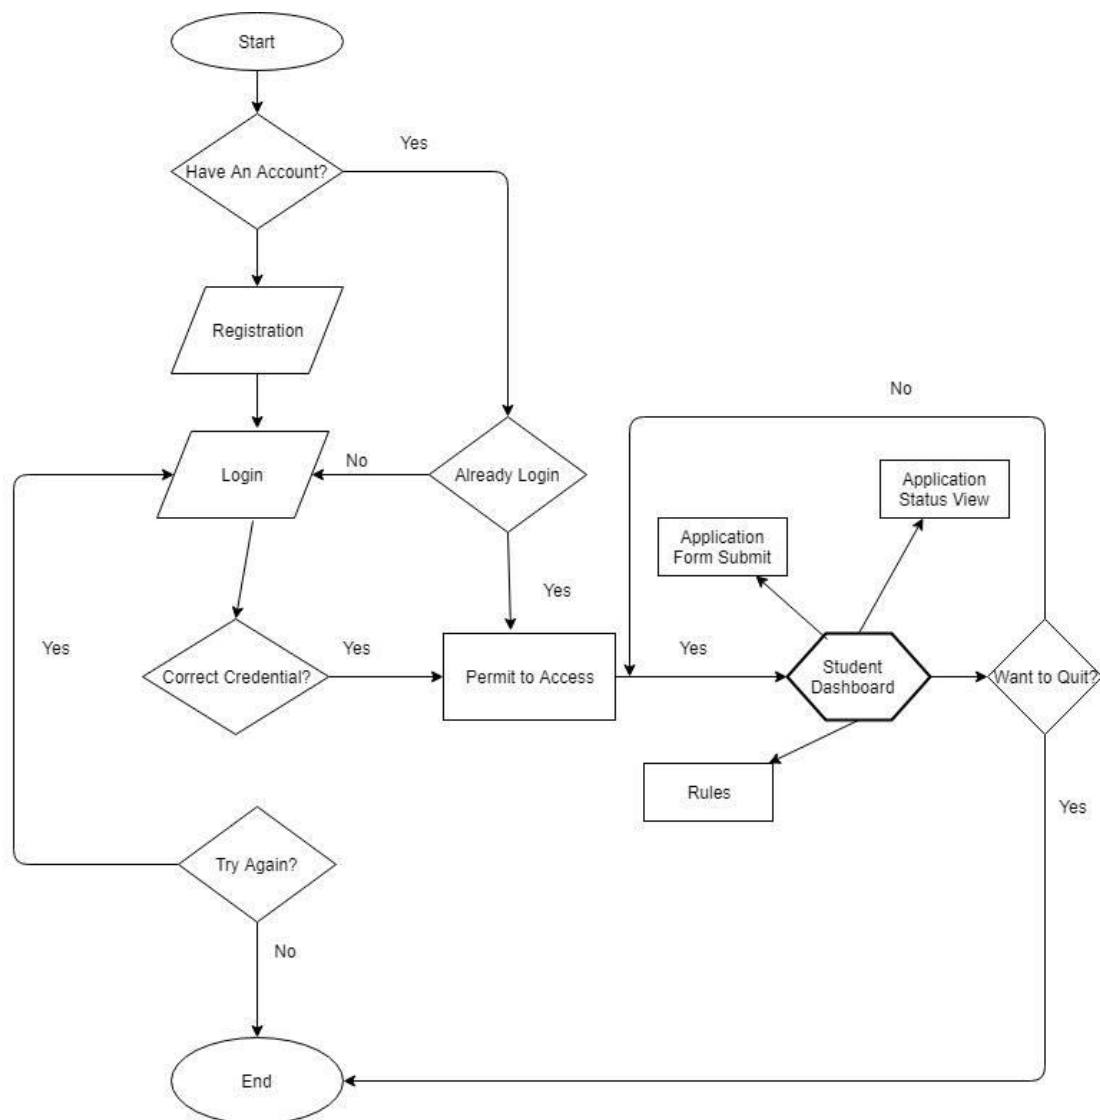 Start
Yes
Have An Account?
Registration
No
Login
No
Already Login
Application
Status View
Application
Form Submit
Yes
Yes
Correct Credential?
Yes
Permit to Access
Yes
Student
Dashboard
Want to Quit?
Rules
Yes
Try Again?
No
End